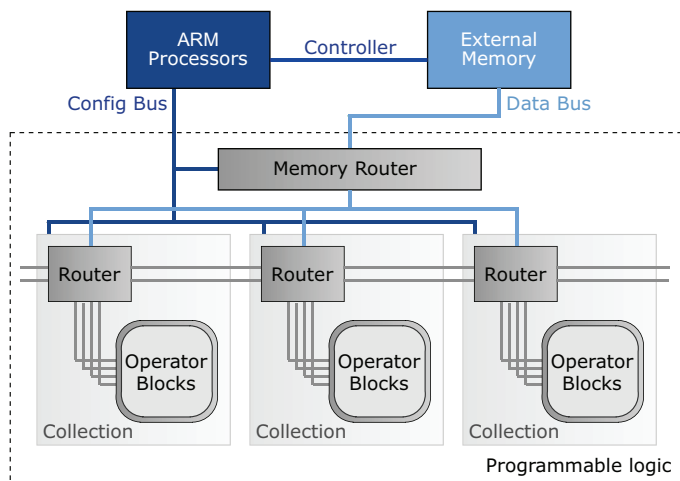 ARM
Processors
Controller
External
Memory
Config Bus
Data Bus
Memory Router
Router
Router
Router
Operator
Blocks
Operator
Blocks
Operator
Blocks
Collection
Collection
Collection
Programmable logic